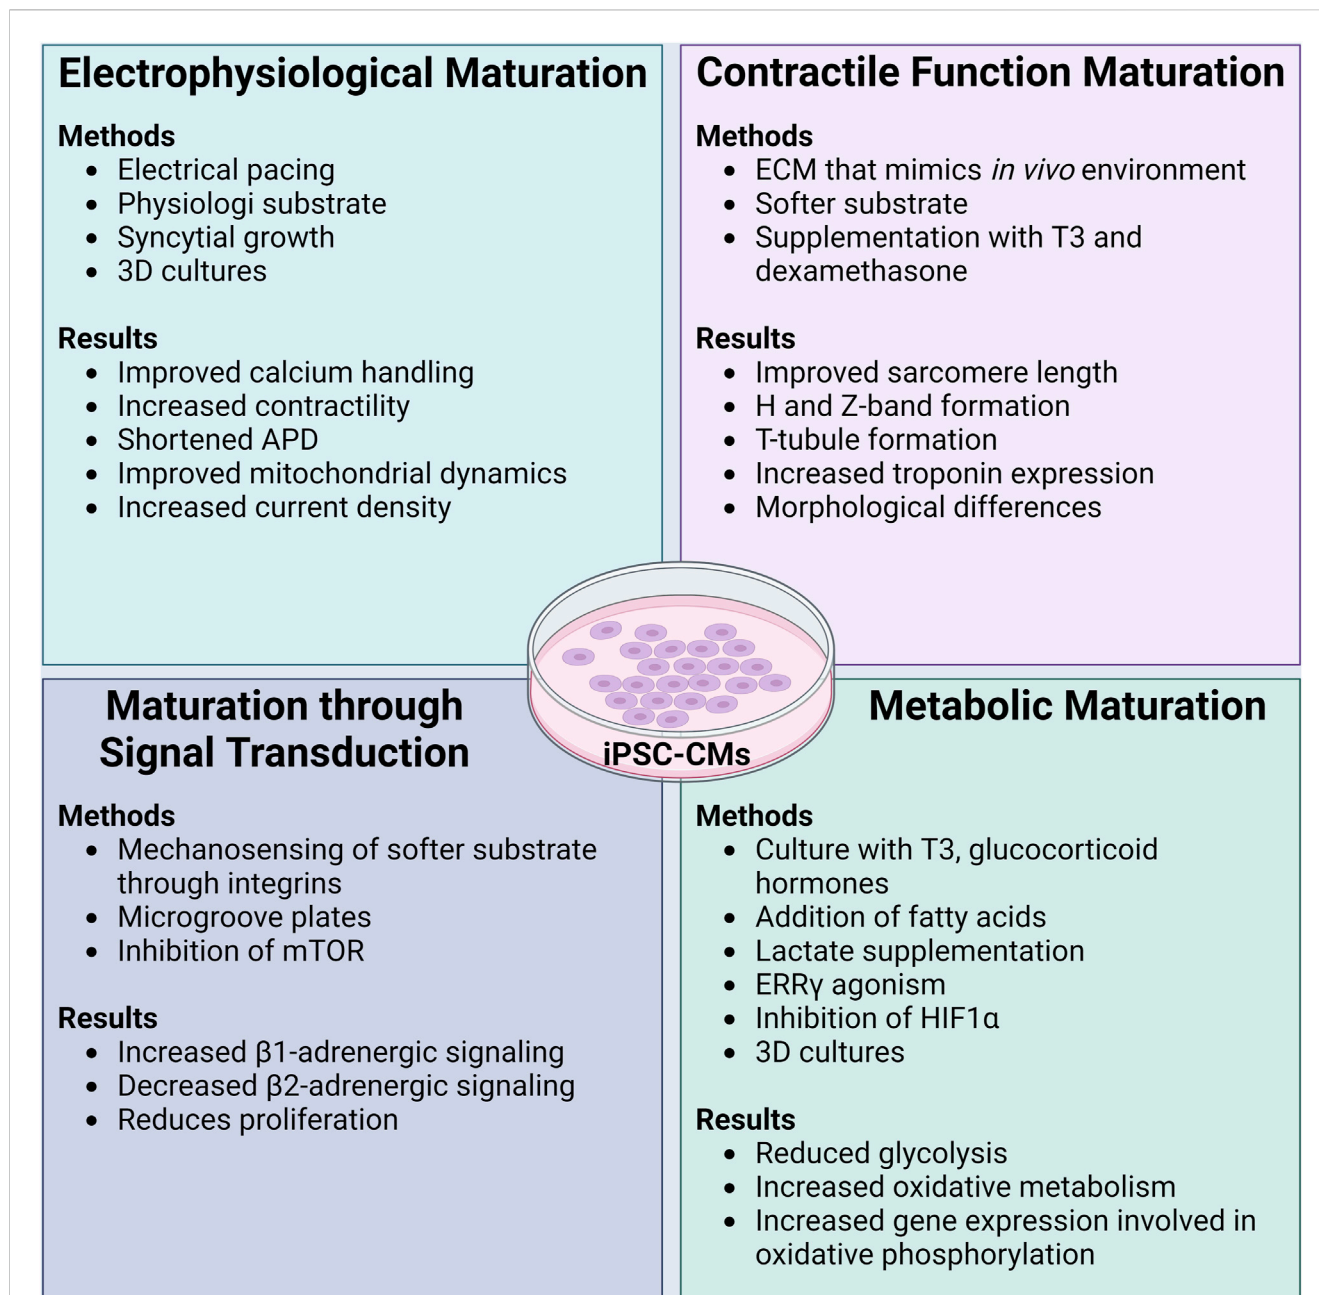 Electrophysiological Maturation
Methods
• Electrical pacing
• Physiologi substrate
• Syncytial growth
• 3D cultures
Results
• Improved calcium handling
• Increased contractility
• Shortened APD
• Improved mitochondrial dynamics
• Increased current density
Contractile Function Maturation
Methods
• ECM that mimics in vivo environment
• Softer substrate
• Supplementation with T3 and
dexamethasone
Results
• Improved sarcomere length
• H and Z-band formation
• T-tubule formation
• Increased troponin expression
• Morphological differences
iPSC-CMs
Maturation through
Signal Transduction
Methods
• Mechanosensing of softer substrate
through integrins
• Microgroove plates
• Inhibition of mTOR
Results
• Increased β1-adrenergic signaling
• Decreased β2-adrenergic signaling
• Reduces proliferation
Metabolic Maturation
Methods
• Culture with T3, glucocorticoid
hormones
• Addition of fatty acids
• Lactate supplementation
• ERRγ agonism
• Inhibition of HIF1α
• 3D cultures
Results
• Reduced glycolysis
• Increased oxidative metabolism
• Increased gene expression involved in
oxidative phosphorylation